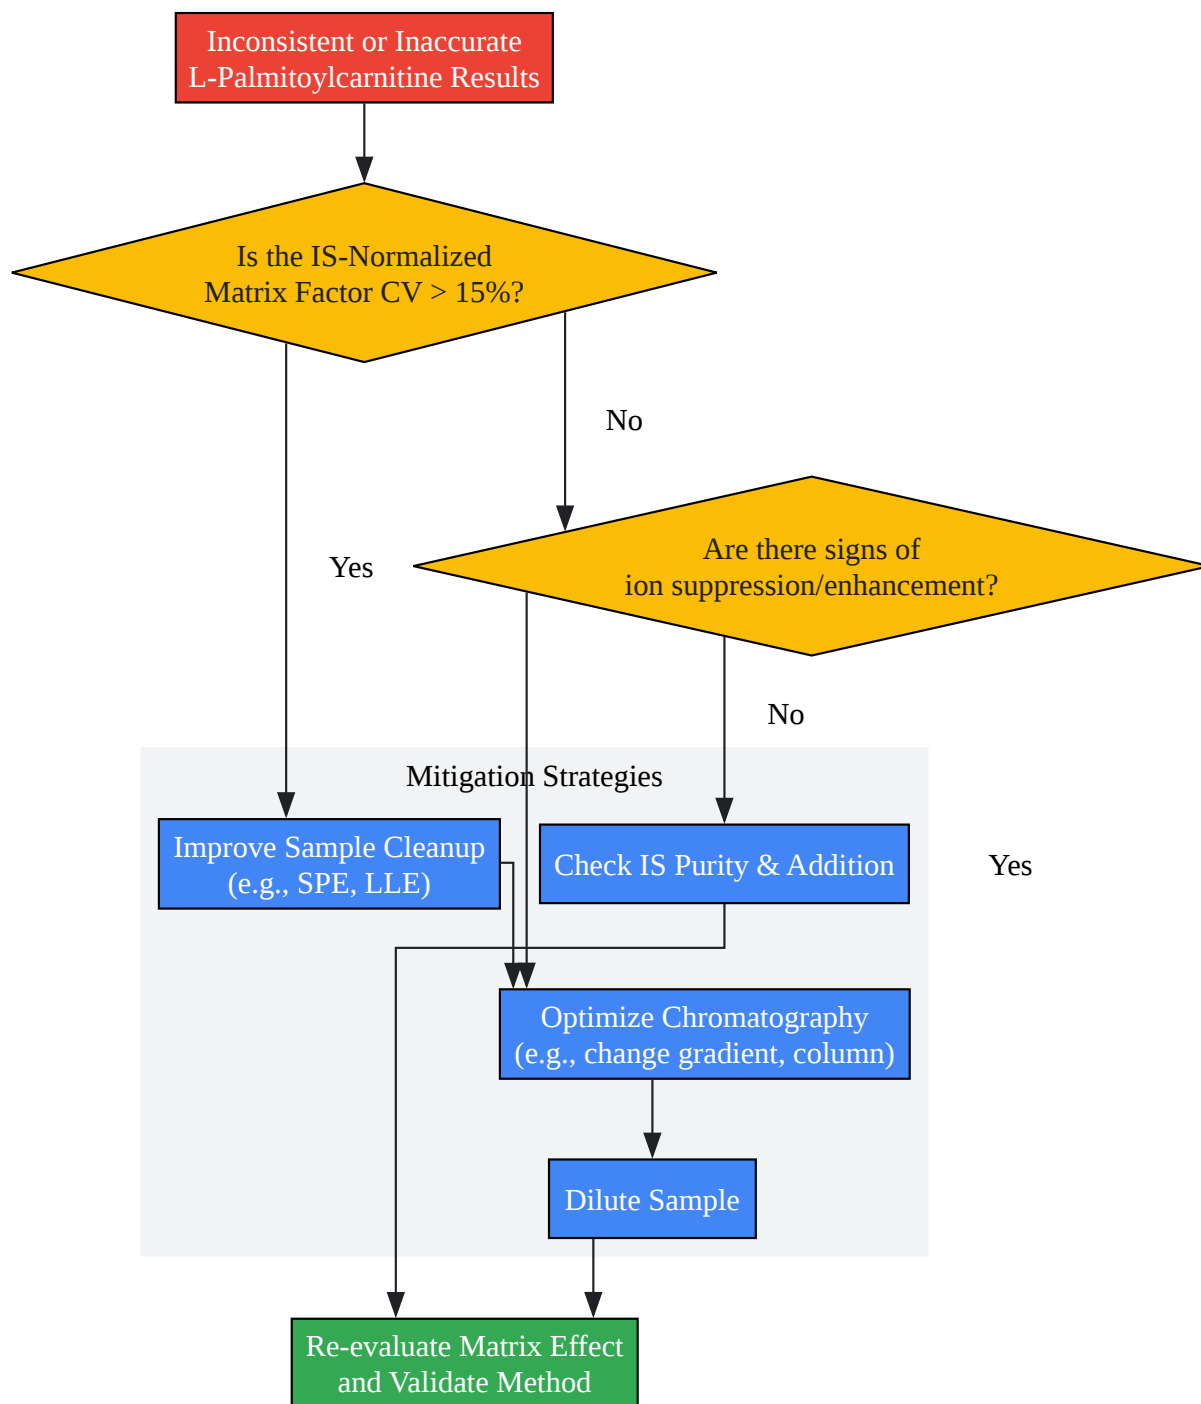 Inconsistent or Inaccurate
L-Palmitoylcarnitine Results
Is the IS-Normalized
Matrix Factor CV > 15%?
No
Are there signs of
ion suppression/enhancement?
Yes
No
Mitigation Strategies
Improve Sample Cleanup
(e.g., SPE, LLE)
Check IS Purity & Addition
Yes
Optimize Chromatography
(e.g., change gradient, column)
Dilute Sample
Re-evaluate Matrix Effect
and Validate Method